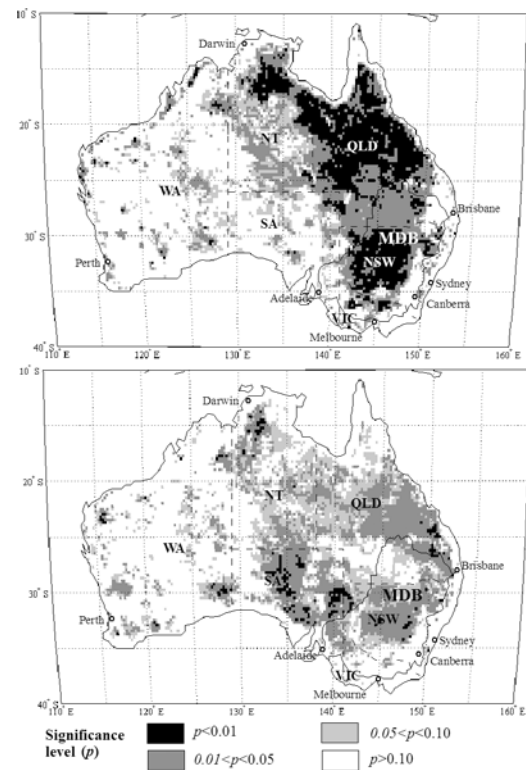 10° S
Darwin
20° S
NT
QLD
WA
SA
Brisbane
30° S
MDB
NSW
Perth
Sydney
Adelaide
Canberra
VIC
Melbourne
40° S
110° E 120° E 130° E 140° E 150° E 160° E
10° S
Darwin
20° S
NT
QLD
WA
SA
Brisbane
30° S
MDB
NSW
Perth
Sydney
Adelaide
Canberra
VIC
Melbourne
40° S
110° E 120° E 130° E 140° E 150° E 160° E
Significance level (p)
p<0.01
0.05<p<0.10
0.01<p<0.05
p>0.10